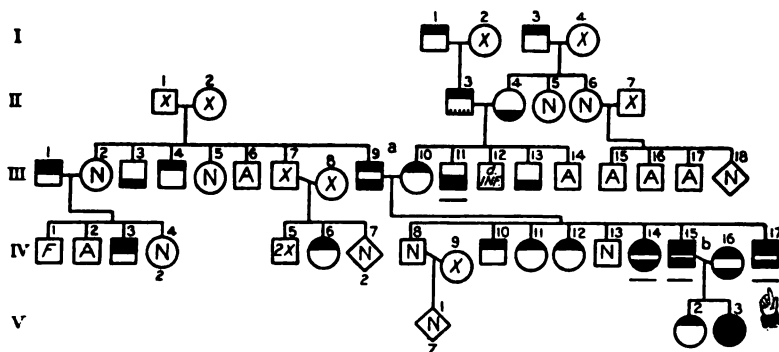 1 2 3 4
I X X
1 2 3 4 5 6 7
II X X N N X
1 2 3 4 5 6 7 8 9 a 10 11 12 13 14 15 16 17 18
III N N A X X d. INF. A A A A N
1 2 3 4 5 6 7 8 9 10 11 12 13 14 15 b 16 17
IV F A N 2X N N X N
2 2
1 2 3
V N
7